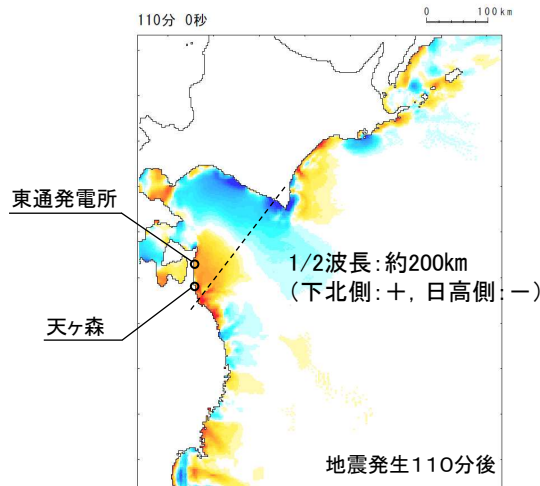 110分 0秒
0 100km
東通発電所
天ヶ森
1/2波長：約200km
（下北側：＋，日高側：－）
地震発生110分後